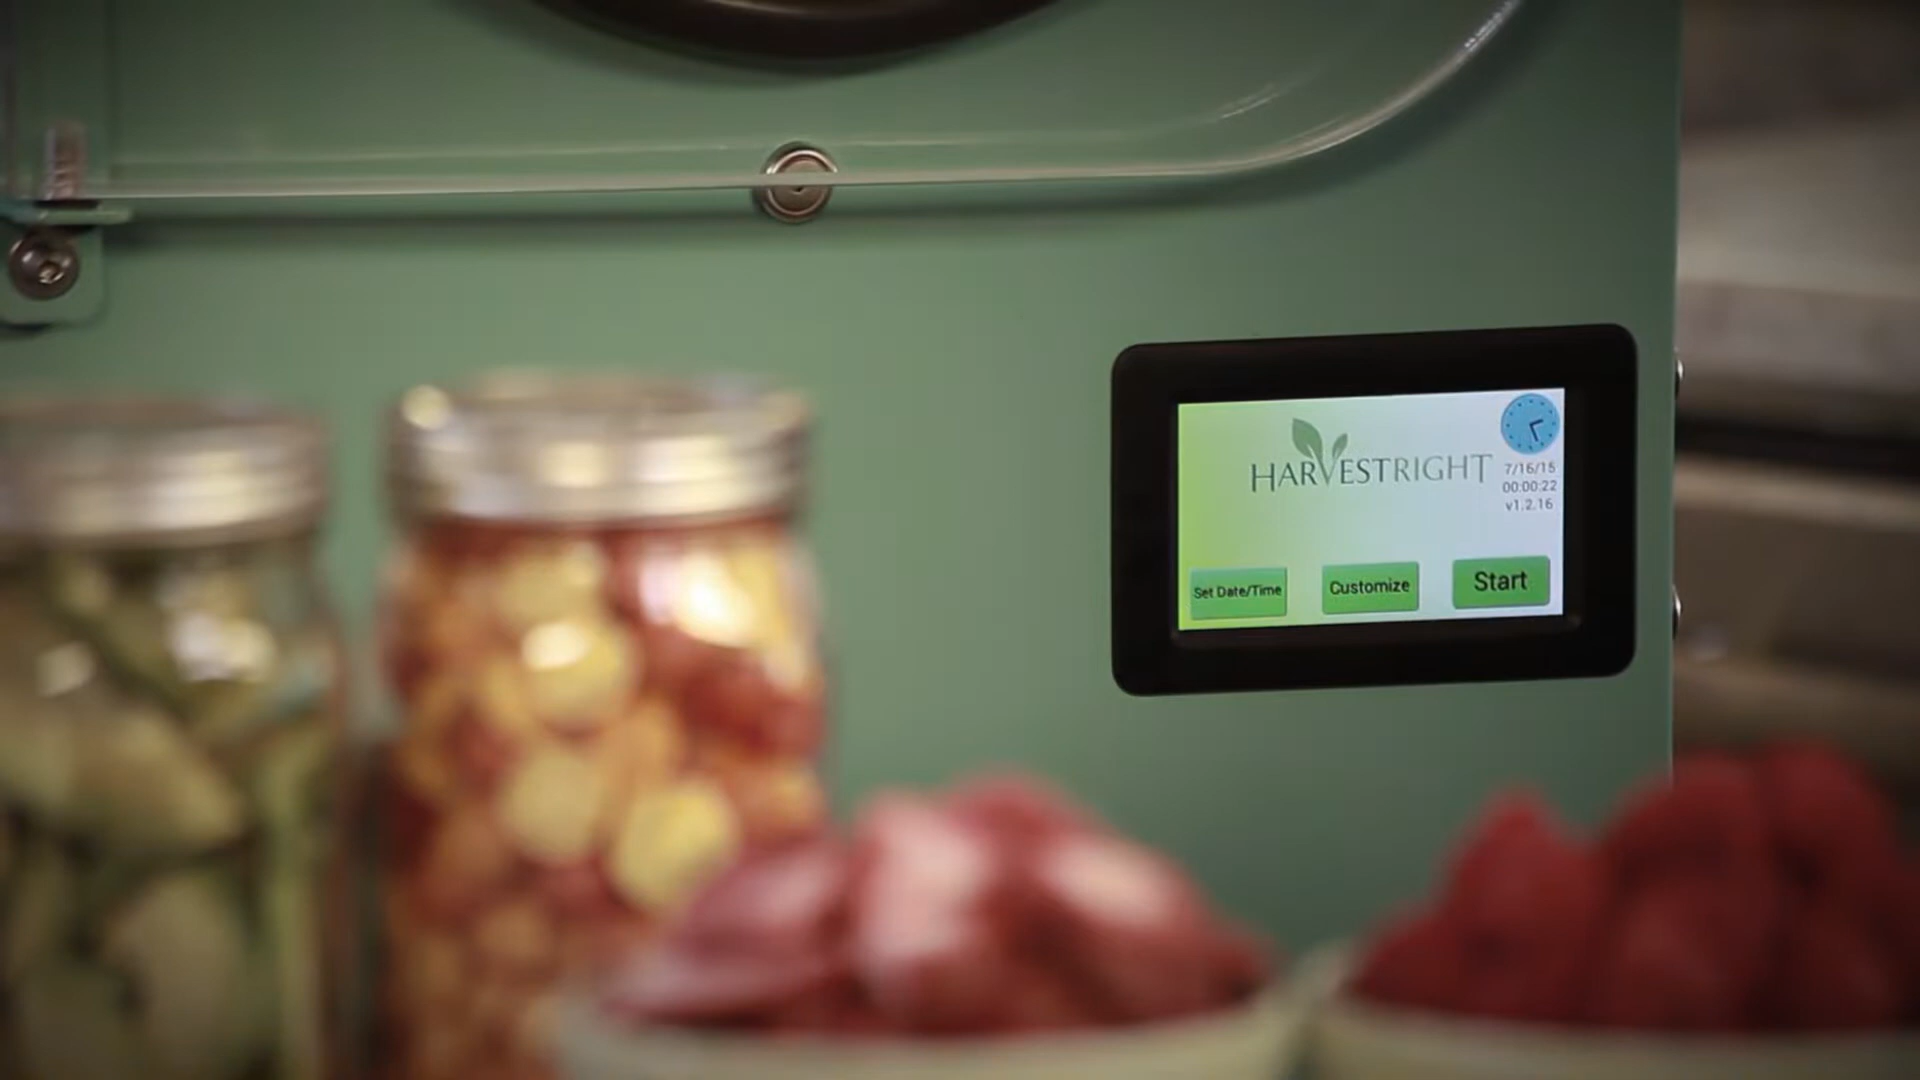 HARVESTRIGHT
7/16/15
00:00:22
v1.2.16
Set Date/Time
Customize
Start